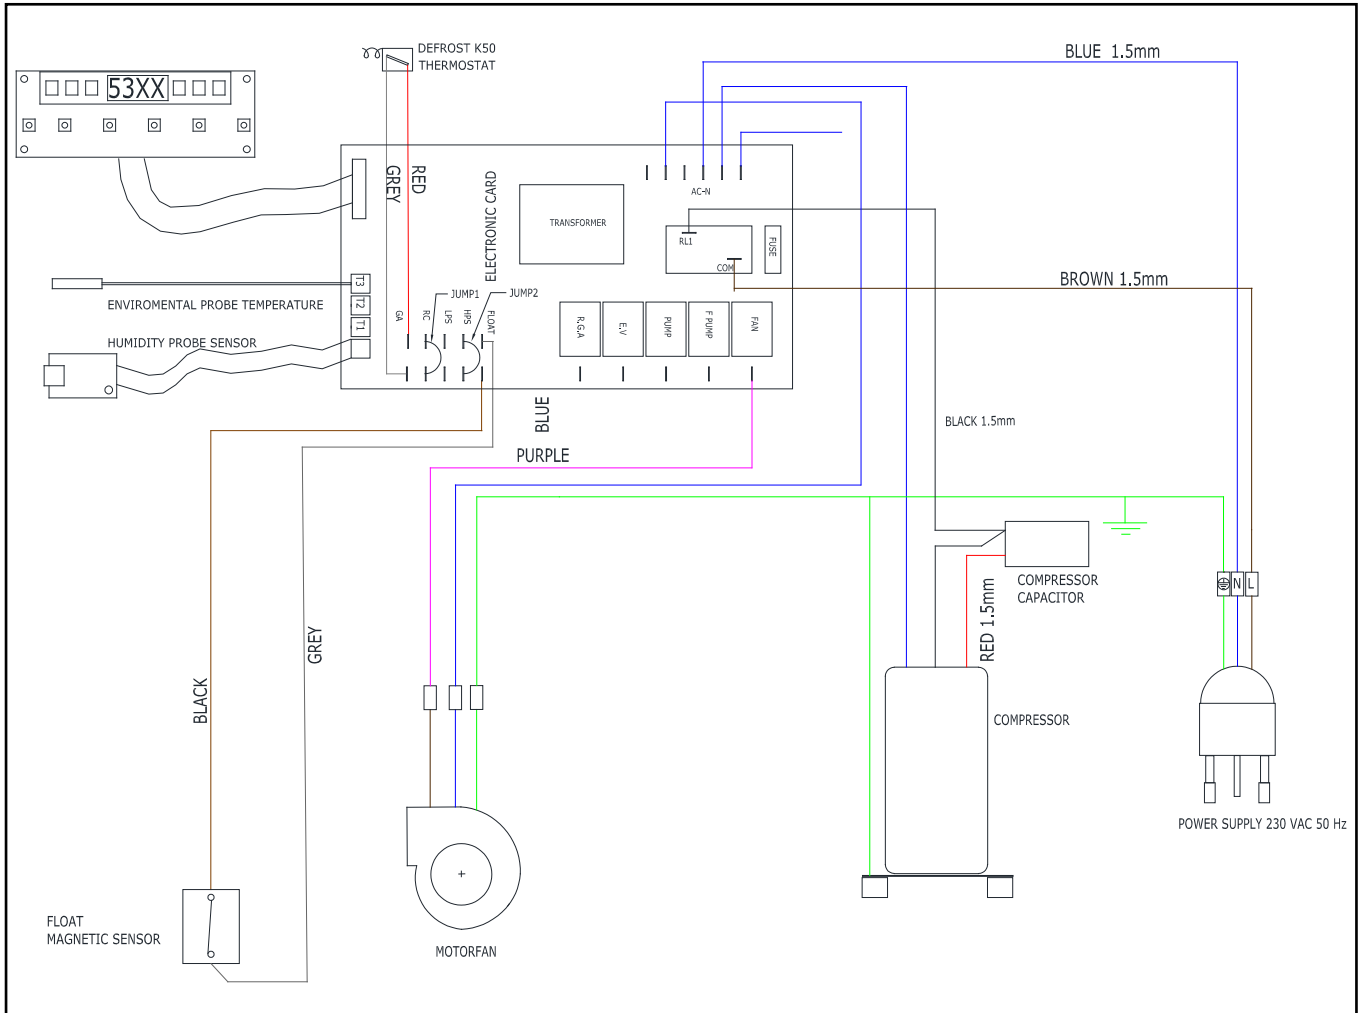 BLUE 1.5mm
DEFROST K50
THERMOSTAT
53XX
RED
GREY
ELECTRONIC CARD
AC-N
TRANSFORMER
RL1
COM
FUSE
BROWN 1.5mm
T3
T2
T1
ENVIROMENTAL PROBE TEMPERATURE
HUMIDITY PROBE SENSOR
JUMP1
JUMP2
GA
RC
LPS
HPS
FLOAT
R.G.A
E.V
PUMP
F PUMP
FAN
BLUE
PURPLE
BLACK 1.5mm
COMPRESSOR
CAPACITOR
RED 1.5mm
N
L
GREY
BLACK
COMPRESSOR
POWER SUPPLY 230 VAC 50 Hz
FLOAT
MAGNETIC SENSOR
MOTORFAN